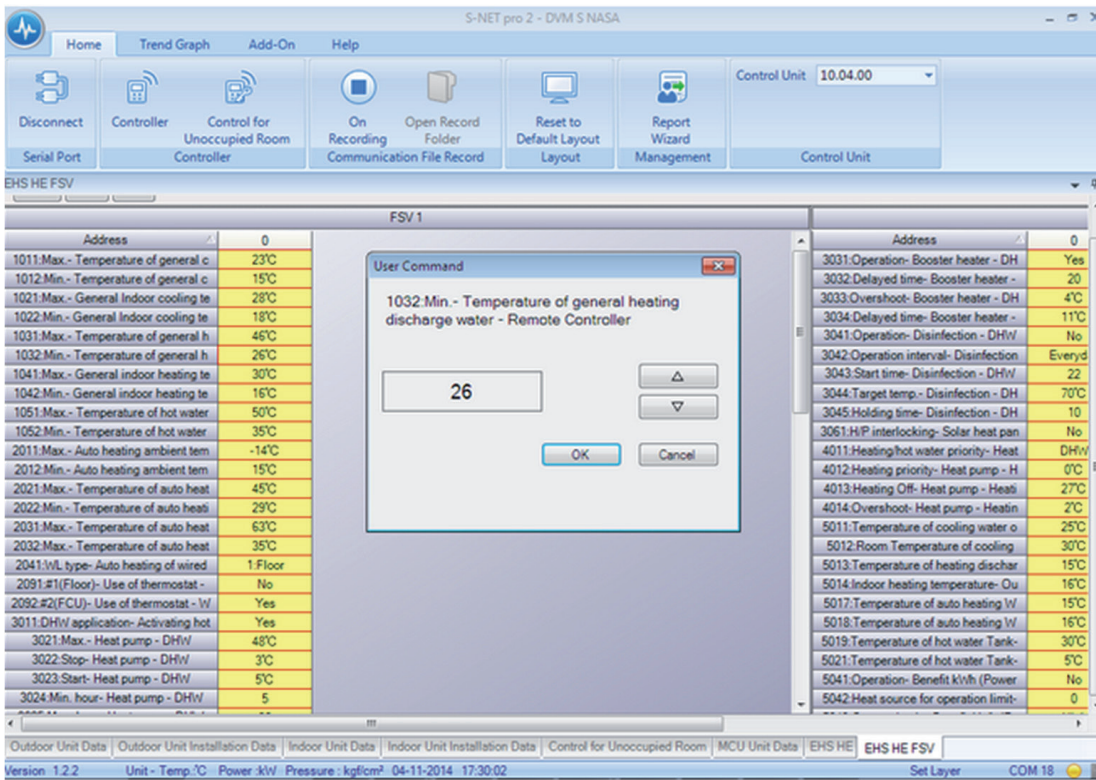 S-NET pro 2 - DVM S NASA
Home Trend Graph Add-On Help
Disconnect
Serial Port
Controller
Control for
Unoccupied Room
Controller
On
Recording
Open Record
Folder
Communication File Record
Reset to
Default Layout
Layout
Report
Wizard
Management
Control Unit 10.04.00
Control Unit
EHS HE FSV
FSV 1
Address 0
1011:Max.- Temperature of general c 23℃
1012:Min.- Temperature of general c 15℃
1021:Max.- General Indoor cooling te 28℃
1022:Min.- General Indoor cooling te 18℃
1031:Max.- Temperature of general h 46℃
1032:Min.- Temperature of general h 26℃
1041:Max.- General indoor heating te 30℃
1042:Min.- General indoor heating te 16℃
1051:Max.- Temperature of hot water 50℃
1052:Min.- Temperature of hot water 35℃
2011:Max.- Auto heating ambient tem -14℃
2012:Min.- Auto heating ambient tem 15℃
2021:Max.- Temperature of auto heat 45℃
2022:Min.- Temperature of auto heati 29℃
2031:Max.- Temperature of auto heat 63℃
2032:Max.- Temperature of auto heat 35℃
2041:WL type- Auto heating of wired 1:Floor
2091:#1(Floor)- Use of thermostat - No
2092:#2(FCU)- Use of thermostat - W Yes
3011:DHW application- Activating hot Yes
3021:Max.- Heat pump - DHW 48℃
3022:Stop- Heat pump - DHW 3℃
3023:Start- Heat pump - DHW 5℃
3024:Min. hour- Heat pump - DHW 5
User Command
1032:Min.- Temperature of general heating
discharge water - Remote Controller
26
OK Cancel
Address 0
3031:Operation- Booster heater - DH Yes
3032:Delayed time- Booster heater - 20
3033:Overshoot- Booster heater - DH 4℃
3034:Delayed time- Booster heater - 11℃
3041:Operation- Disinfection - DHW No
3042:Operation interval- Disinfection Everyd
3043:Start time- Disinfection - DHW 22
3044:Target temp.- Disinfection - DH 70℃
3045:Holding time- Disinfection - DH 10
3061:H/P interlocking- Solar heat pan No
4011:Heating/hot water priority- Heat DHW
4012:Heating priority- Heat pump - H 0℃
4013:Heating Off- Heat pump - Heati 27℃
4014:Overshoot- Heat pump - Heatin 2℃
5011:Temperature of cooling water o 25℃
5012:Room Temperature of cooling 30℃
5013:Temperature of heating dischar 15℃
5014:Indoor heating temperature- Ou 16℃
5017:Temperature of auto heating W 15℃
5018:Temperature of auto heating W 16℃
5019:Temperature of hot water Tank- 30℃
5021:Temperature of hot water Tank- 5℃
5041:Operation- Benefit kWh (Power No
5042:Heat source for operation limit- 0
Outdoor Unit Data Outdoor Unit Installation Data Indoor Unit Data Indoor Unit Installation Data Control for Unoccupied Room MCU Unit Data EHS HE EHS HE FSV
Version 1.2.2 Unit - Temp.:℃ Power :kW Pressure : kgf/cm² 04-11-2014 17:30:02 Set Layer COM 18